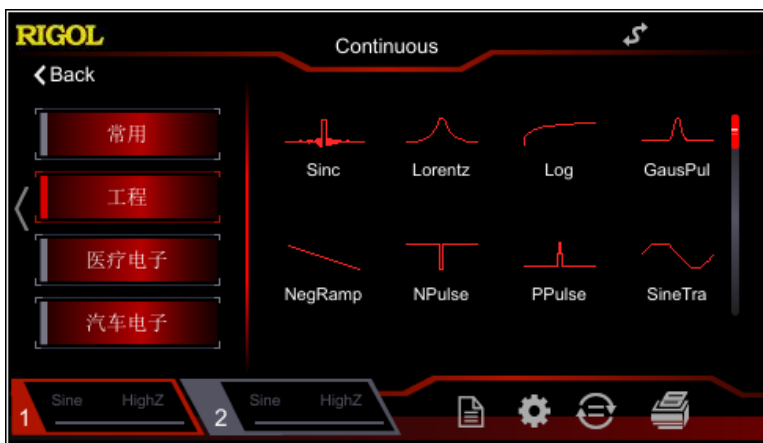 RIGOL
Continuous
Back
常用
工程
医疗电子
汽车电子
Sinc Lorentz Log GausPul
NegRamp NPulse PPulse SineTra
1 Sine HighZ 2 Sine HighZ